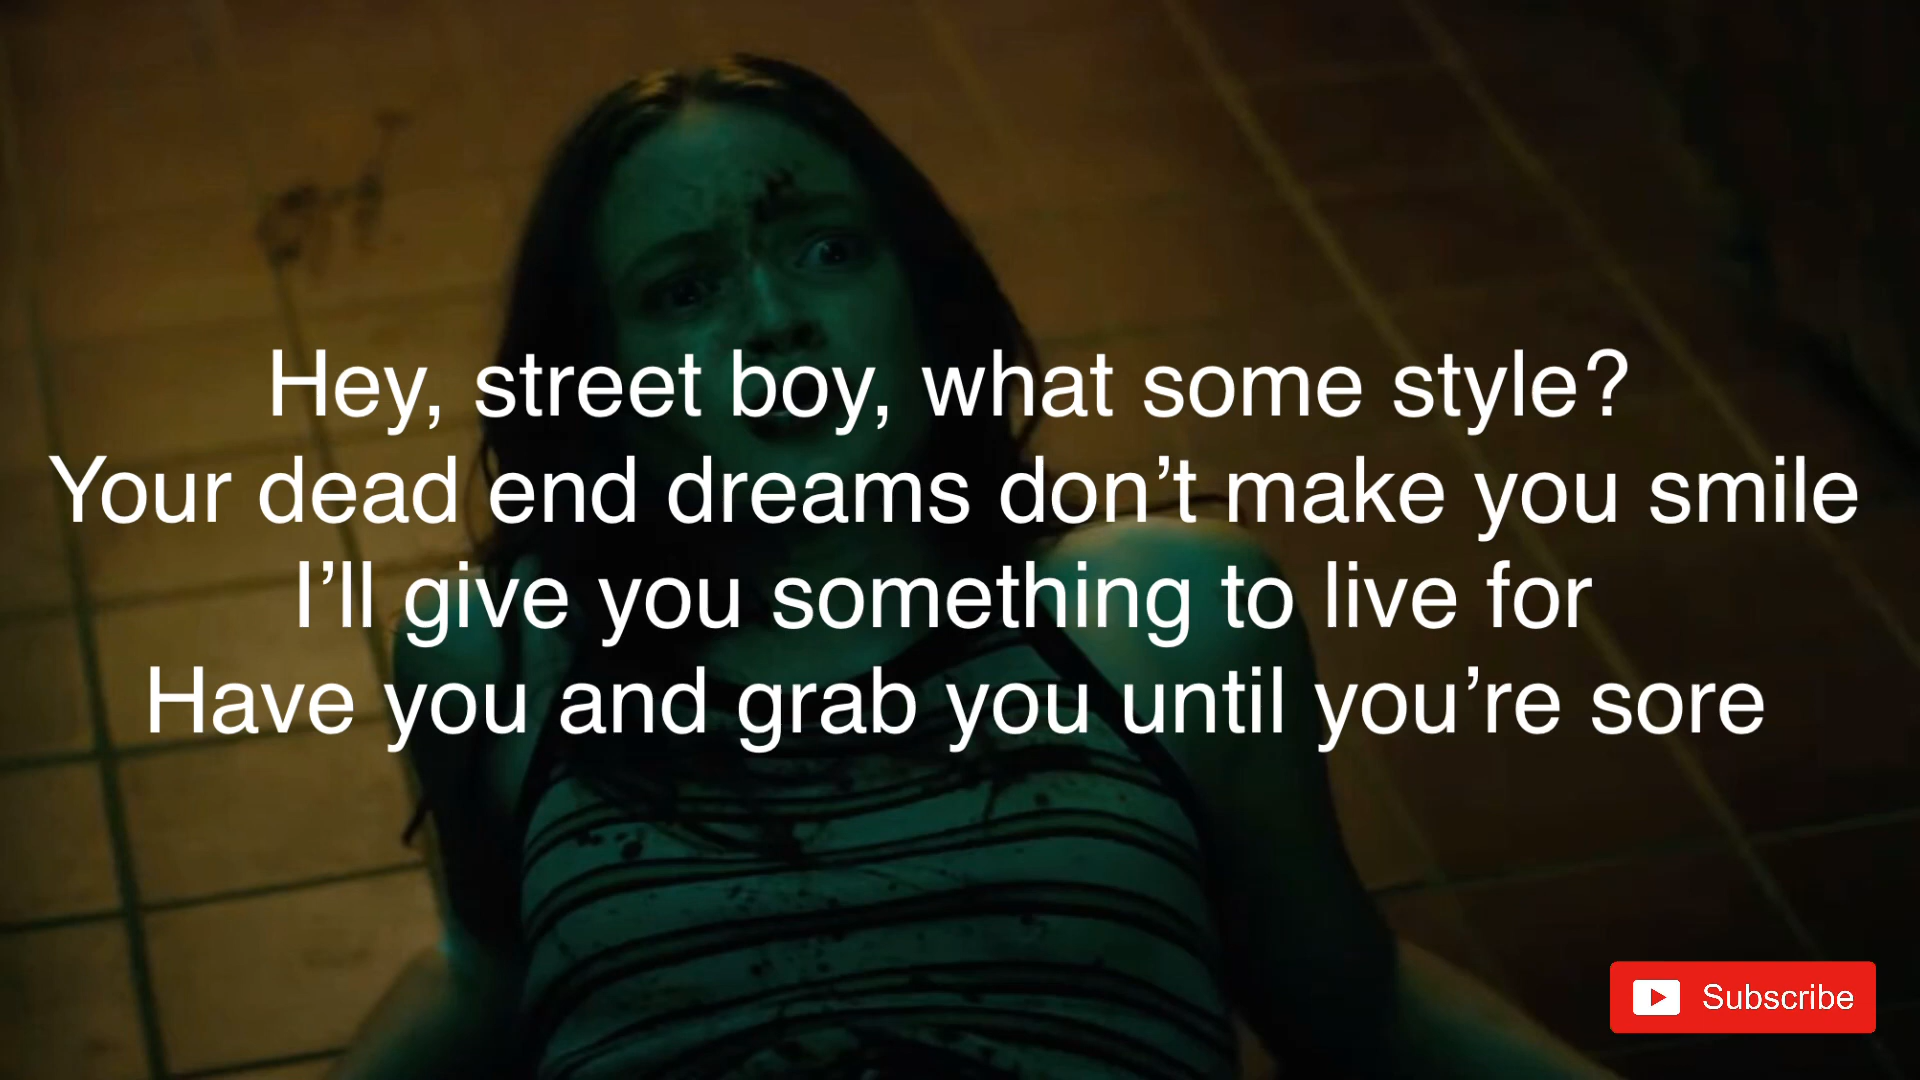 Hey, street boy, what some style?
Your dead end dreams don’t make you smile
I’ll give you something to live for
Have you and grab you until you’re sore
Subscribe